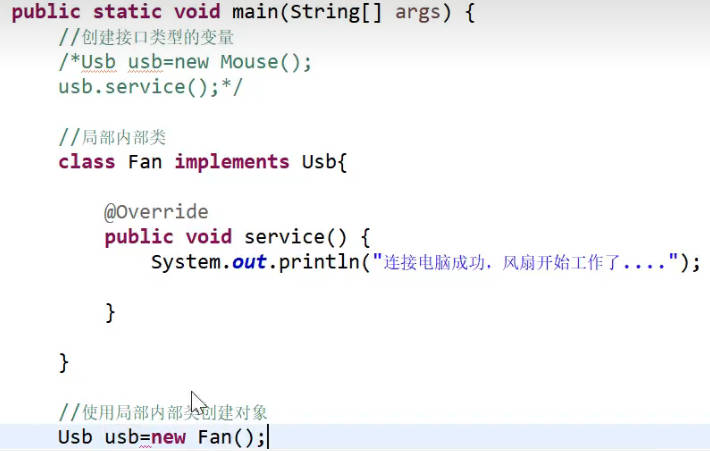 public static void main(String[] args) {
//创建接口类型的变量
/*Usb usb=new Mouse();
usb.service();*/
//局部内部类
class Fan implements Usb{
@Override
public void service() {
System.out.println("连接电脑成功，风扇开始工作了....");
}
}
//使用局部内部类创建对象
Usb usb=new Fan();